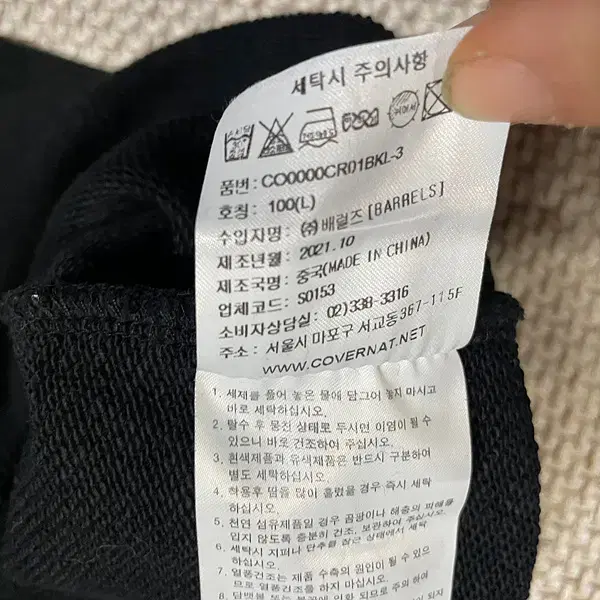 세탁시 주의사항
품번: CO0000CR01BKL-3
호칭: 100(L)
수입자명: ㈜배럴즈 [BARRELS]
제조년월: 2021.10
제조국명: 중국(MADE IN CHINA)
업체코드: S0153
소비자상담실: 02)338-3316
주소: 서울시 마포구 서교동367-115F
WWW.COVERNAT.NET
1. 세제를 풀어 놓은 물에 담그어 놓지 마시고
바로 세탁하십시오.
2. 탈수 후 뭉친 상태로 두시면 이염이 될 수
있으니 바로 건조하여 주십시오.
3. 흰색제품과 유색제품은 반드시 구분하여
별도 세탁하십시오.
4. 착용후 땀을 많이 흘렸을 경우 즉시 세탁
하십시오.
5. 천연 섬유제품일 경우 곰팡이나 해충의 피해를
입지 않도록 충분히 건조, 보관하여 주십시오.
6. 세탁시 지퍼나 단추를 잠근 상태에서 세탁
하십시오.
7. 열풍건조는 제품 수축의 원인이 될 수 있으
므로 열풍건조를 하지 마십시오.